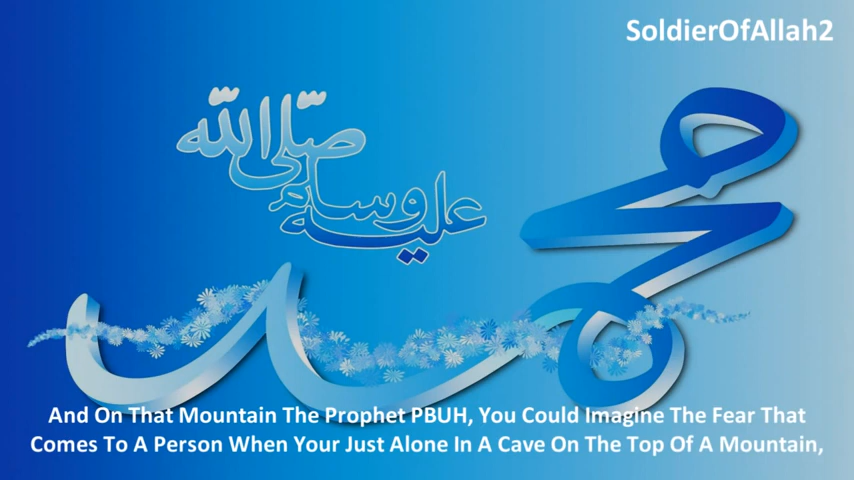 SoldierOfAllah2
صلى الله
عليه وسلم
محمد
And On That Mountain The Prophet PBUH, You Could Imagine The Fear That
Comes To A Person When Your Just Alone In A Cave On The Top Of A Mountain,